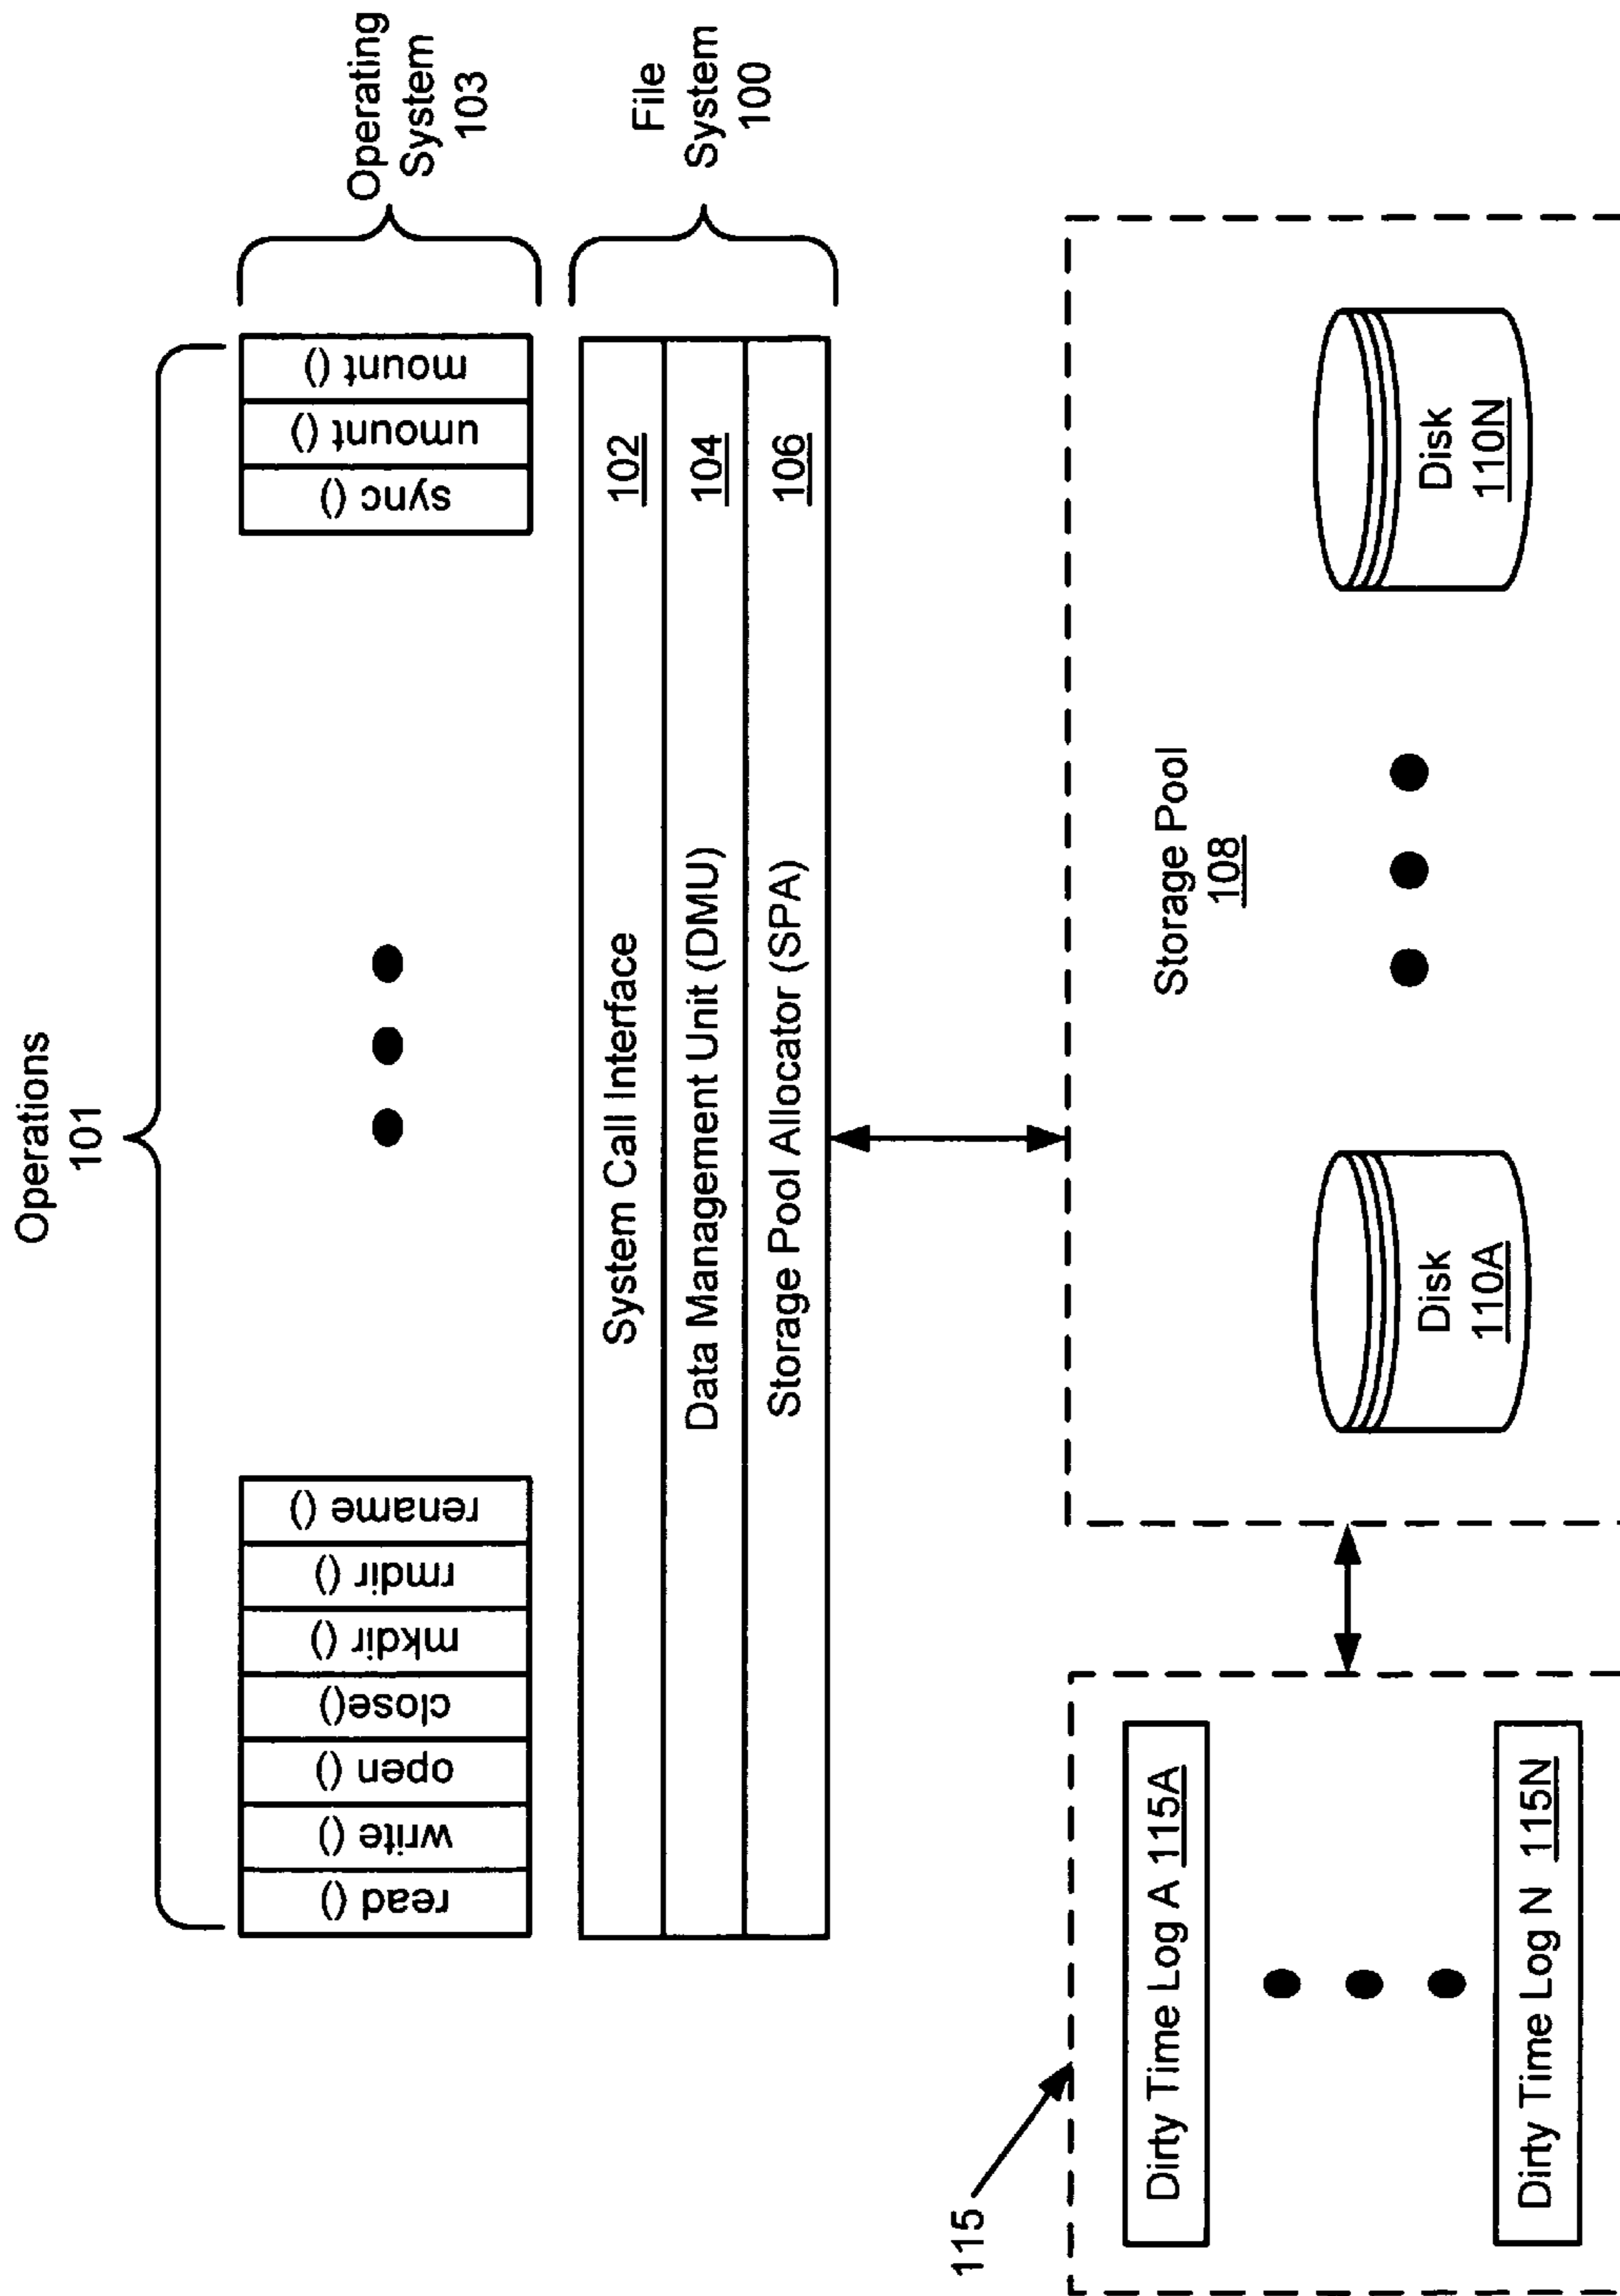 Operations
101
read ()
write ()
open ()
close()
mkdir ()
rmdir ()
rename ()
sync ()
umount ()
mount ()
Operating
System
103
System Call Interface 102
Data Management Unit (DMU) 104
Storage Pool Allocator (SPA) 106
File
System
100
115
Dirty Time Log A 115A
Dirty Time Log N 115N
Storage Pool
108
Disk
110A
Disk
110N